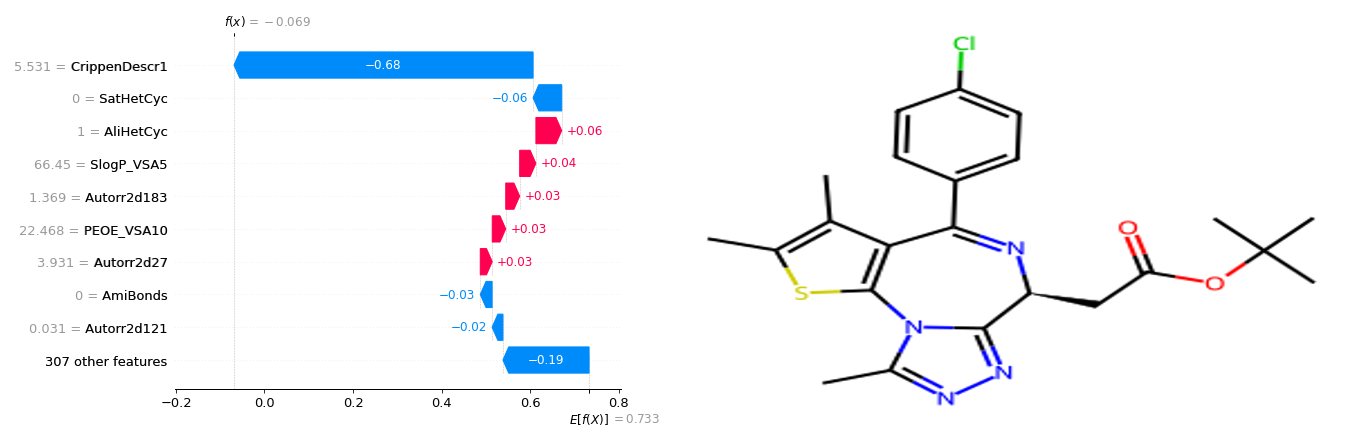 f(x) = −0.069
5.531 = CrippenDescr1
−0.68
0 = SatHetCyc
−0.06
1 = AliHetCyc
+0.06
66.45 = SlogP_VSA5
+0.04
1.369 = Autorr2d183
+0.03
22.468 = PEOE_VSA10
+0.03
3.931 = Autorr2d27
+0.03
0 = AmiBonds
−0.03
0.031 = Autorr2d121
−0.02
307 other features
−0.19
−0.2 0.0 0.2 0.4 0.6 0.8
E[f(X)] = 0.733
Cl
N
O
S
O
N
N
N